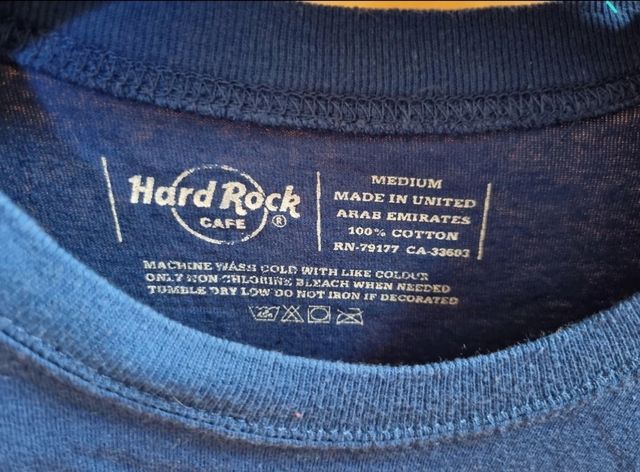 Hard Rock
CAFE ®
MEDIUM
MADE IN UNITED
ARAB EMIRATES
100% COTTON
RN-79177 CA-33693
MACHINE WASH COLD WITH LIKE COLOUR
ONLY NON-CHLORINE BLEACH WHEN NEEDED
TUMBLE DRY LOW DO NOT IRON IF DECORATED